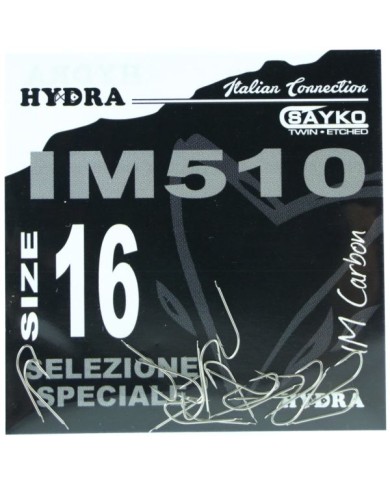 Italian Connection
HYDRA
SAYKO
TWIN • ETCHED
IM510
SIZE
16
IM Carbon
SELEZIONE
SPECIALE
HYDRA